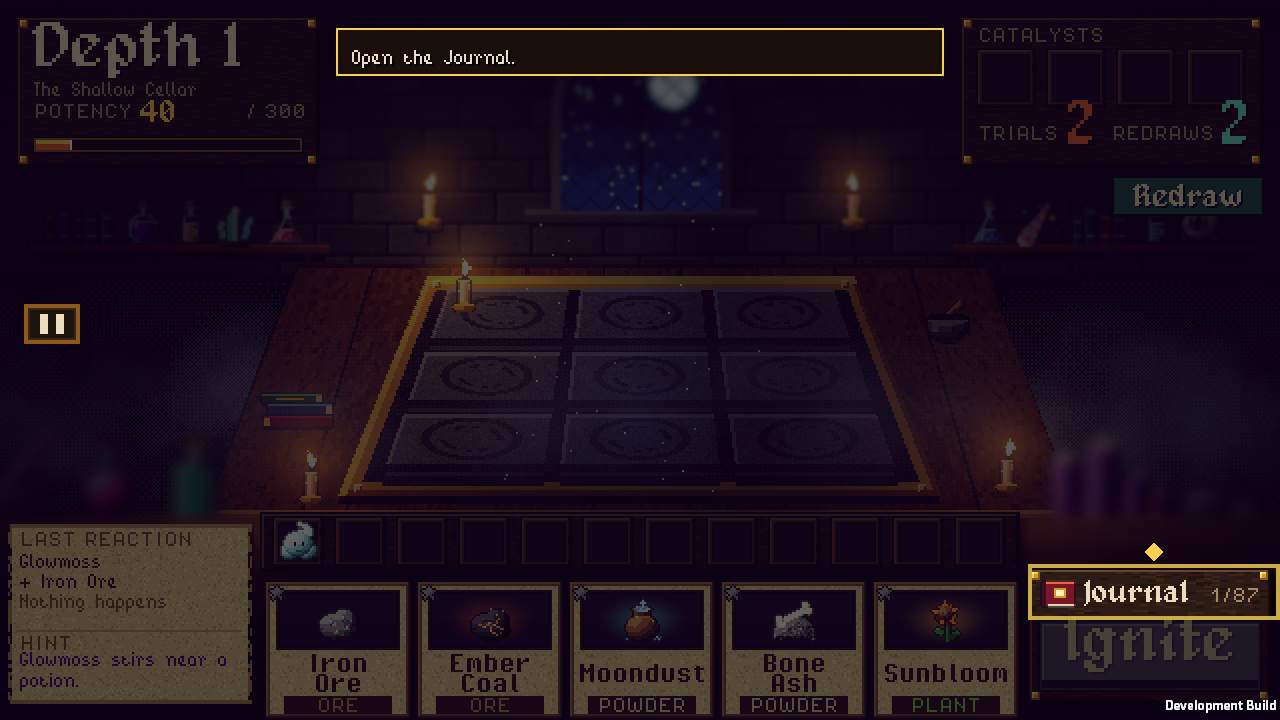 Depth 1
The Shallow Cellar
POTENCY 40 / 300
Open the Journal.
CATALYSTS
TRIALS 2 REDRAWS 2
Redraw
LAST REACTION
Glowmoss
+ Iron Ore
Nothing happens
HINT
Glowmoss stirs near a
potion.
Iron
Ore
ORE
Ember
Coal
ORE
Moondust
POWDER
Bone
Ash
POWDER
Sunbloom
PLANT
Journal 1/87
Ignite
Development Build